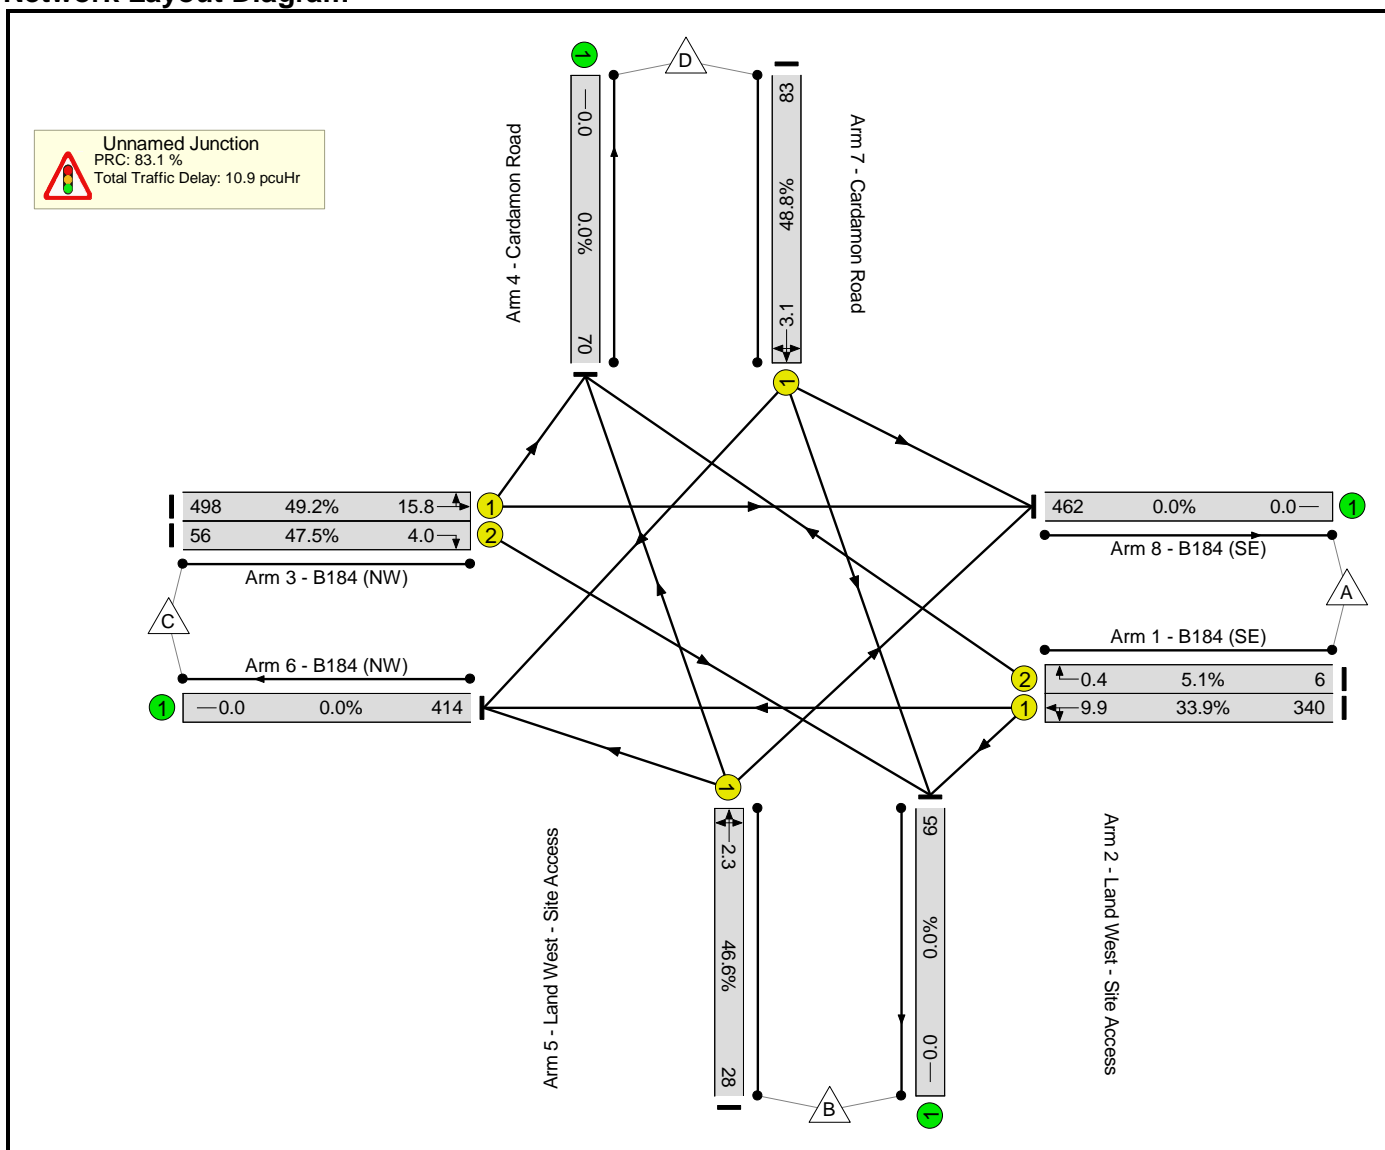 Network Layout Diagram
Unnamed Junction
PRC: 83.1 %
Total Traffic Delay: 10.9 pcuHr
1
D
0.0
0.0%
70
Arm 4 - Cardamon Road
83
48.8%
3.1
Arm 7 - Cardamon Road
1
498 49.2% 15.8
1
56 47.5% 4.0
2
Arm 3 - B184 (NW)
C
Arm 6 - B184 (NW)
1
0.0 0.0% 414
462 0.0% 0.0
1
Arm 8 - B184 (SE)
A
Arm 1 - B184 (SE)
2
0.4 5.1% 6
1
9.9 33.9% 340
1
2.3
46.6%
28
Arm 5 - Land West - Site Access
B
65
0.0%
0.0
1
Arm 2 - Land West - Site Access